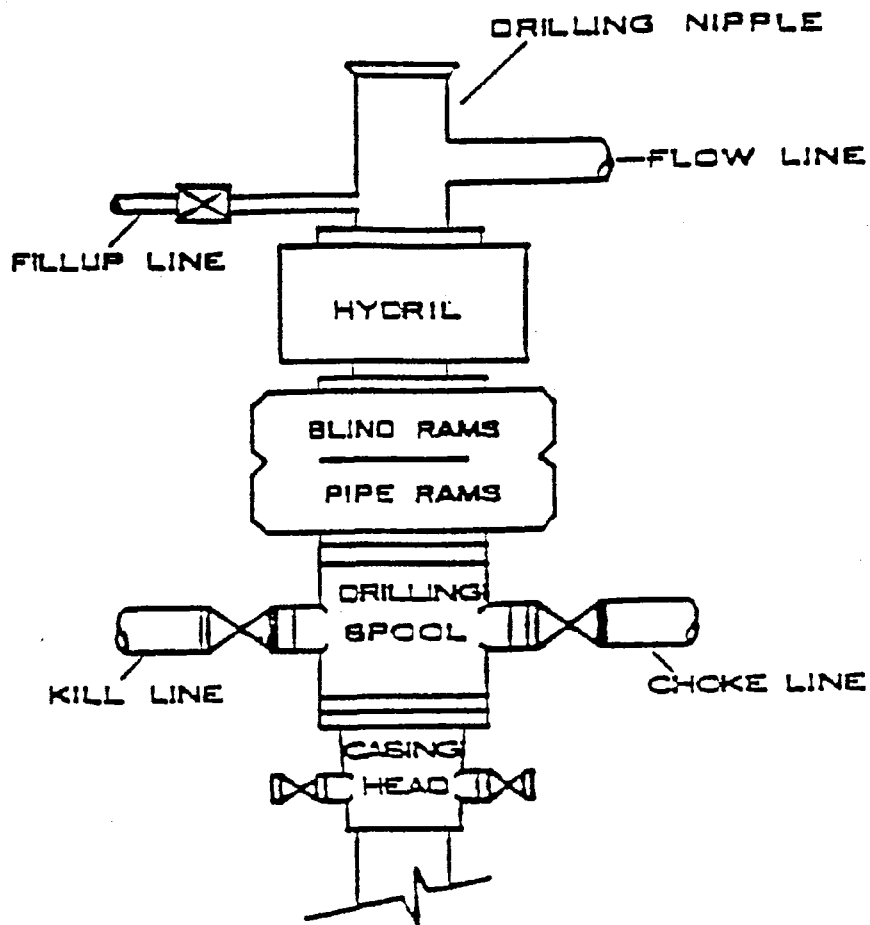 DRILLING NIPPLE
FLOW LINE
FILLUP LINE
HYDRIL
BLIND RAMS
PIPE RAMS
DRILLING
SPOOL
KILL LINE
CHOKE LINE
CASING
HEAD